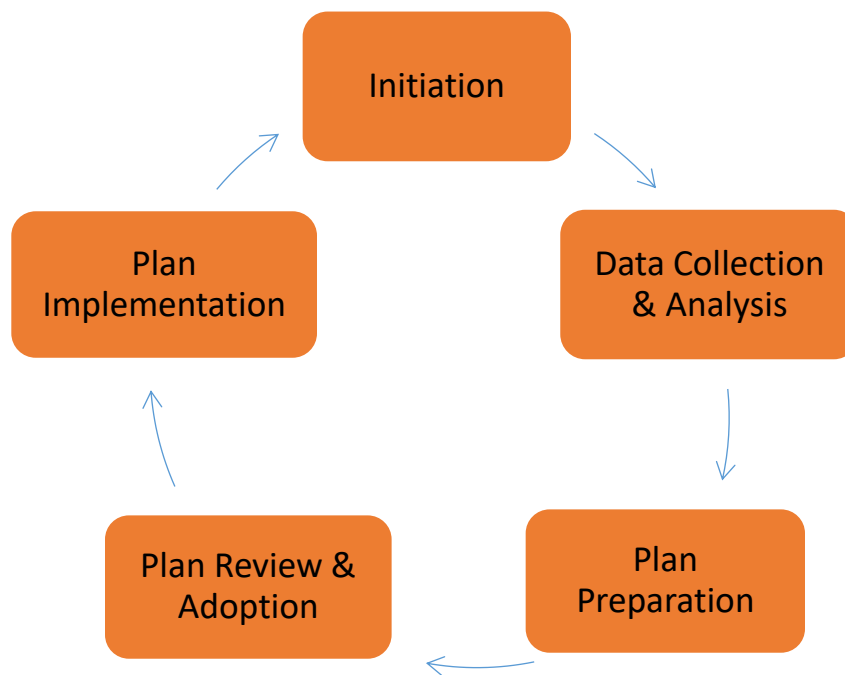 Initiation
Data Collection
& Analysis
Plan
Preparation
Plan Review &
Adoption
Plan
Implementation